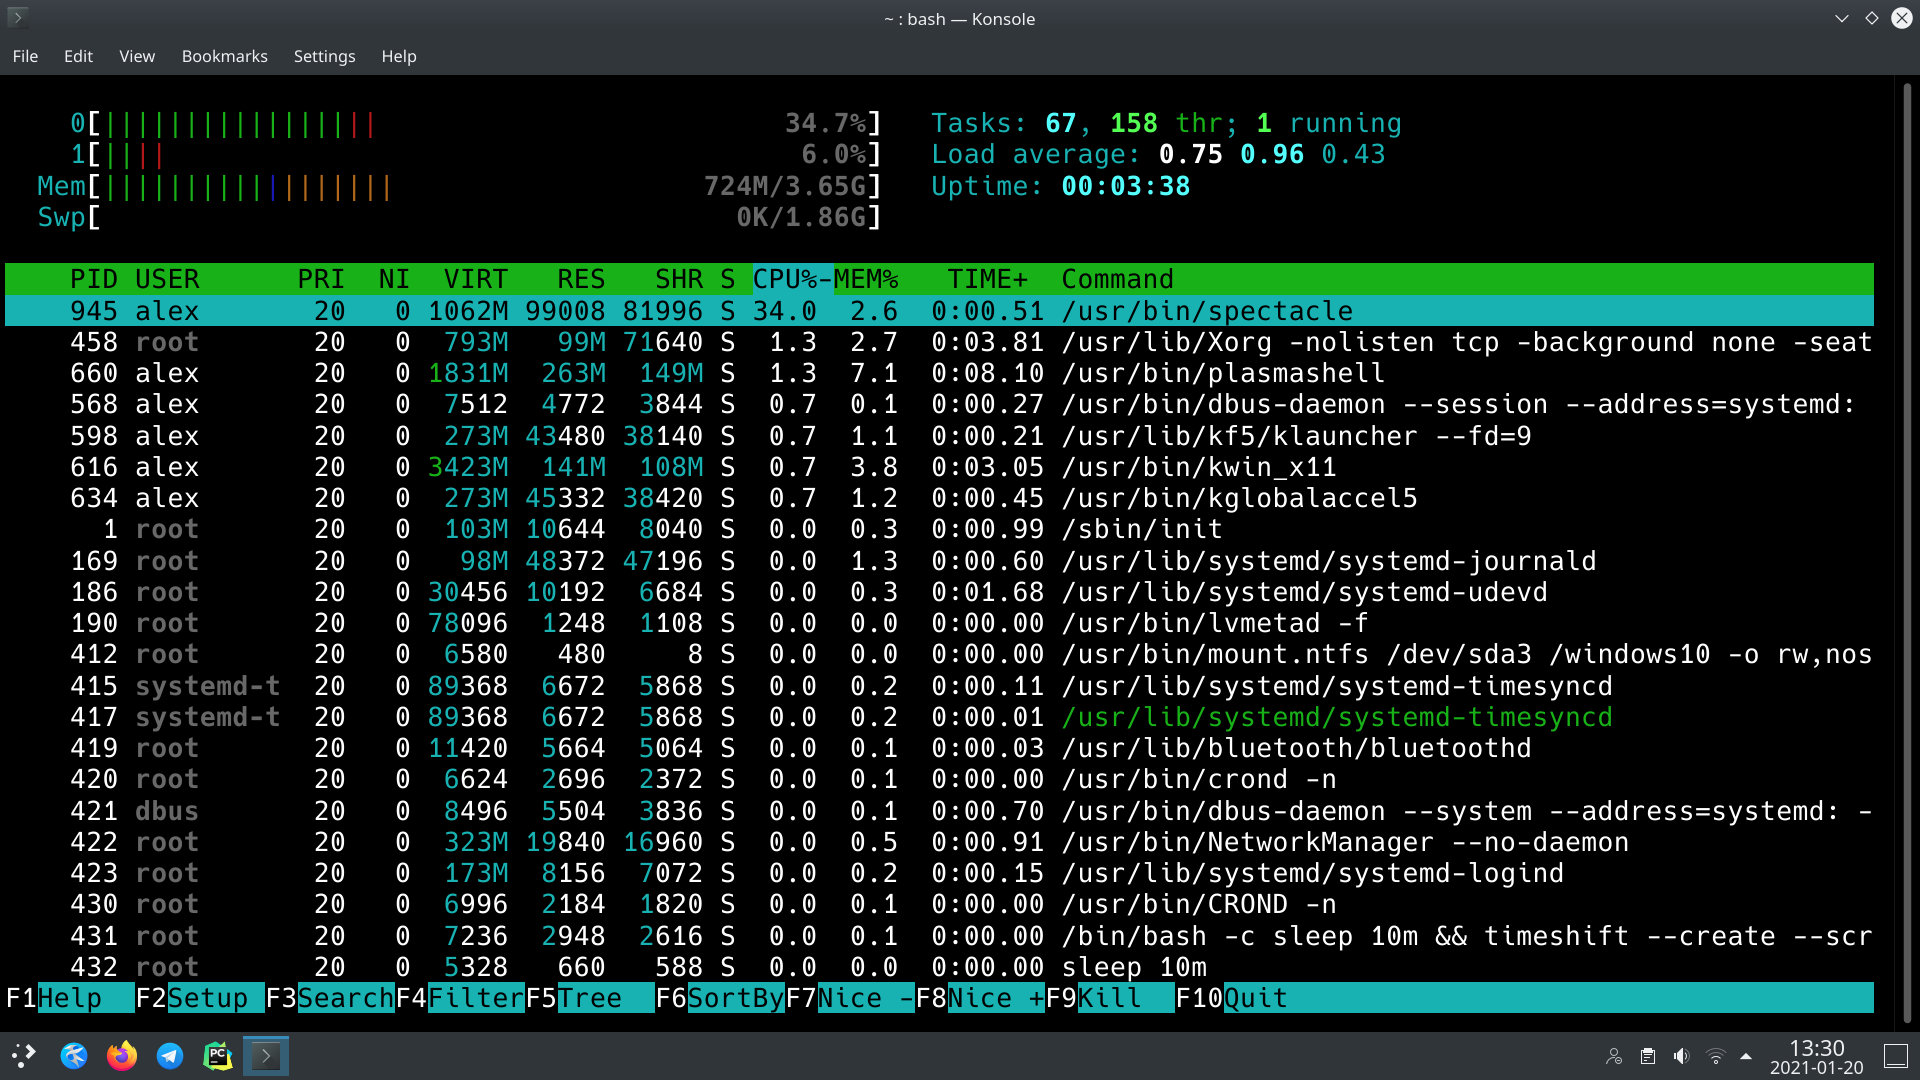 ~ : bash — Konsole
File Edit View Bookmarks Settings Help
0[||||||||||||||||| 34.7%] Tasks: 67, 158 thr; 1 running
1[|||| 6.0%] Load average: 0.75 0.96 0.43
Mem[|||||||||||||||||| 724M/3.65G] Uptime: 00:03:38
Swp[ 0K/1.86G]
PID USER PRI NI VIRT RES SHR S CPU%-MEM% TIME+ Command
945 alex 20 0 1062M 99008 81996 S 34.0 2.6 0:00.51 /usr/bin/spectacle
458 root 20 0 793M 99M 71640 S 1.3 2.7 0:03.81 /usr/lib/Xorg -nolisten tcp -background none -seat
660 alex 20 0 1831M 263M 149M S 1.3 7.1 0:08.10 /usr/bin/plasmashell
568 alex 20 0 7512 4772 3844 S 0.7 0.1 0:00.27 /usr/bin/dbus-daemon --session --address=systemd:
598 alex 20 0 273M 43480 38140 S 0.7 1.1 0:00.21 /usr/lib/kf5/klauncher --fd=9
616 alex 20 0 3423M 141M 108M S 0.7 3.8 0:03.05 /usr/bin/kwin_x11
634 alex 20 0 273M 45332 38420 S 0.7 1.2 0:00.45 /usr/bin/kglobalaccel5
1 root 20 0 103M 10644 8040 S 0.0 0.3 0:00.99 /sbin/init
169 root 20 0 98M 48372 47196 S 0.0 1.3 0:00.60 /usr/lib/systemd/systemd-journald
186 root 20 0 30456 10192 6684 S 0.0 0.3 0:01.68 /usr/lib/systemd/systemd-udevd
190 root 20 0 78096 1248 1108 S 0.0 0.0 0:00.00 /usr/bin/lvmetad -f
412 root 20 0 6580 480 8 S 0.0 0.0 0:00.00 /usr/bin/mount.ntfs /dev/sda3 /windows10 -o rw,nos
415 systemd-t 20 0 89368 6672 5868 S 0.0 0.2 0:00.11 /usr/lib/systemd/systemd-timesyncd
417 systemd-t 20 0 89368 6672 5868 S 0.0 0.2 0:00.01 /usr/lib/systemd/systemd-timesyncd
419 root 20 0 11420 5664 5064 S 0.0 0.1 0:00.03 /usr/lib/bluetooth/bluetoothd
420 root 20 0 6624 2696 2372 S 0.0 0.1 0:00.00 /usr/bin/crond -n
421 dbus 20 0 8496 5504 3836 S 0.0 0.1 0:00.70 /usr/bin/dbus-daemon --system --address=systemd: -
422 root 20 0 323M 19840 16960 S 0.0 0.5 0:00.91 /usr/bin/NetworkManager --no-daemon
423 root 20 0 173M 8156 7072 S 0.0 0.2 0:00.15 /usr/lib/systemd/systemd-logind
430 root 20 0 6996 2184 1820 S 0.0 0.1 0:00.00 /usr/bin/CROND -n
431 root 20 0 7236 2948 2616 S 0.0 0.1 0:00.00 /bin/bash -c sleep 10m && timeshift --create --scr
432 root 20 0 5328 660 588 S 0.0 0.0 0:00.00 sleep 10m
F1Help F2Setup F3SearchF4FilterF5Tree F6SortByF7Nice -F8Nice +F9Kill F10Quit
PC
13:30
2021-01-20